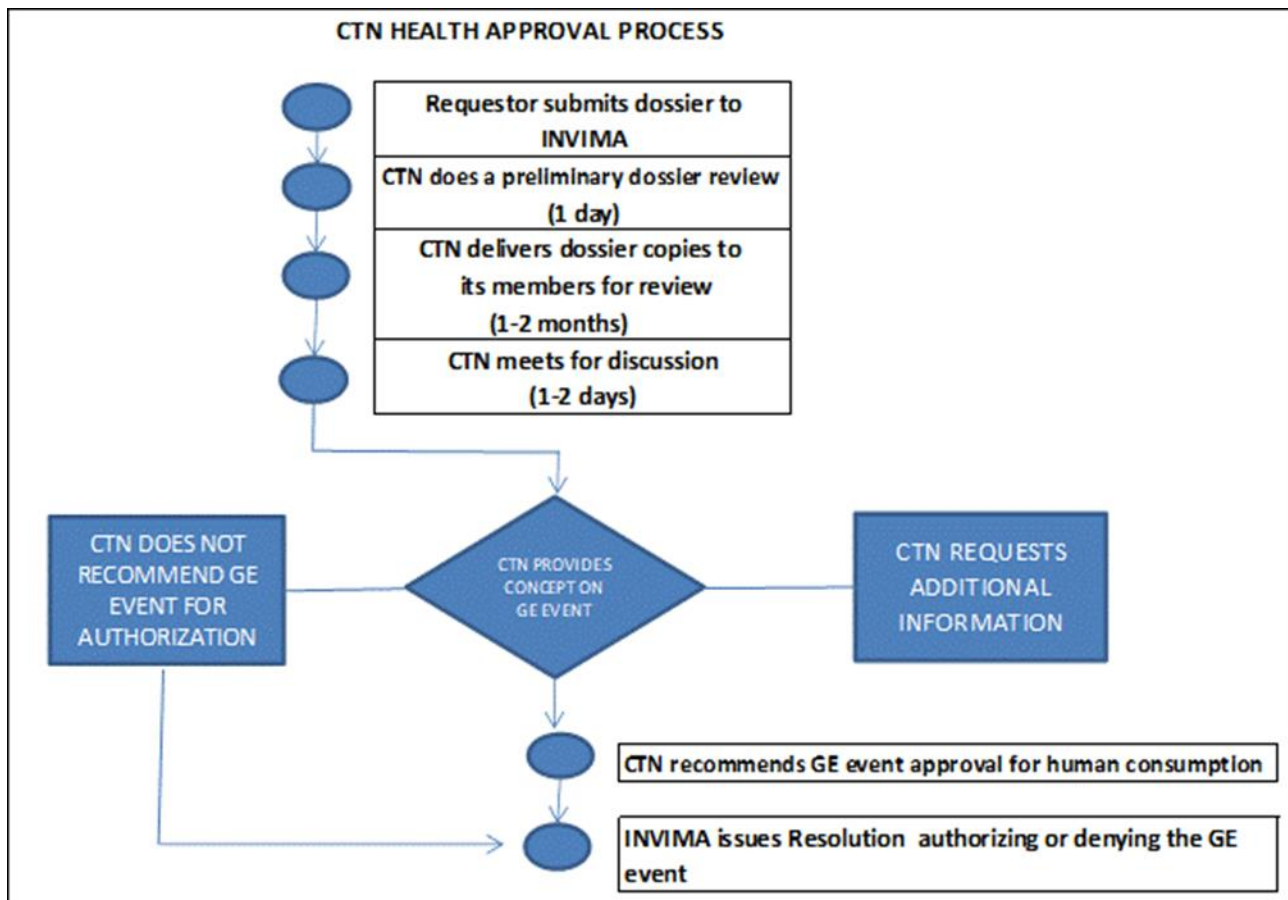 CTN HEALTH APPROVAL PROCESS
Requestor submits dossier to
INVIMA
CTN does a preliminary dossier review
(1 day)
CTN delivers dossier copies to
its members for review
(1-2 months)
CTN meets for discussion
(1-2 days)
CTN DOES NOT
RECOMMEND GE
EVENT FOR
AUTHORIZATION
CTN PROVIDES
CONCEPT ON
GE EVENT
CTN REQUESTS
ADDITIONAL
INFORMATION
CTN recommends GE event approval for human consumption
INVIMA issues Resolution authorizing or denying the GE
event